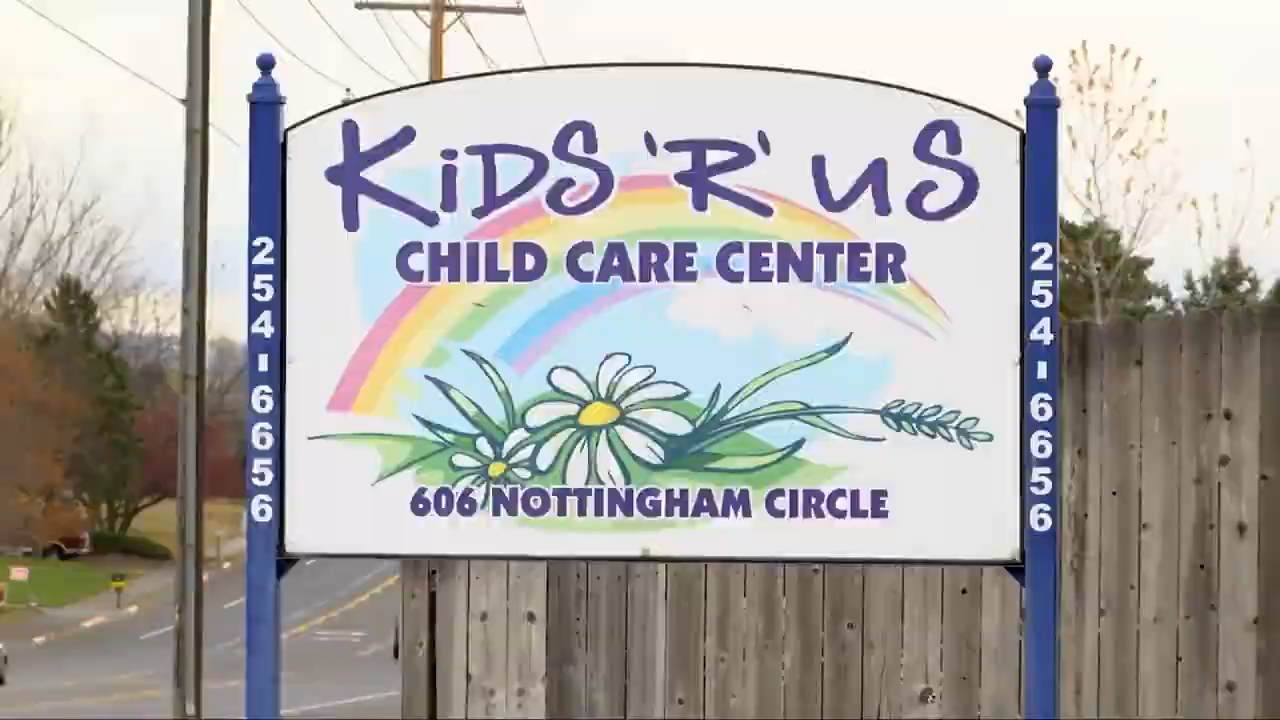 KiDS 'R' uS
CHILD CARE CENTER
606 NOTTINGHAM CIRCLE
254-6656
254-6656